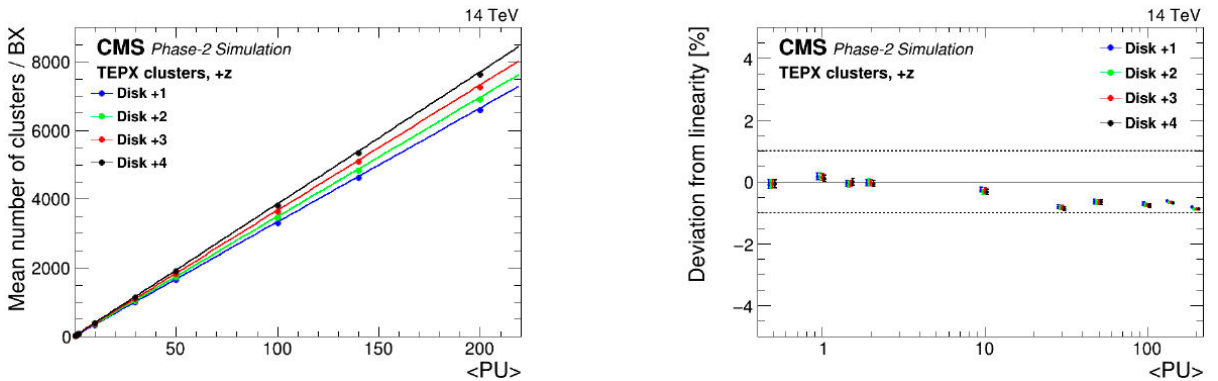 14 TeV
CMS Phase-2 Simulation
TEPX clusters, +z
Disk +1
Disk +2
Disk +3
Disk +4
Mean number of clusters / BX
8000
6000
4000
2000
0
50
100
150
200
<PU>
14 TeV
CMS Phase-2 Simulation
TEPX clusters, +z
Disk +1
Disk +2
Disk +3
Disk +4
Deviation from linearity [%]
4
2
0
−2
−4
1
10
100
<PU>